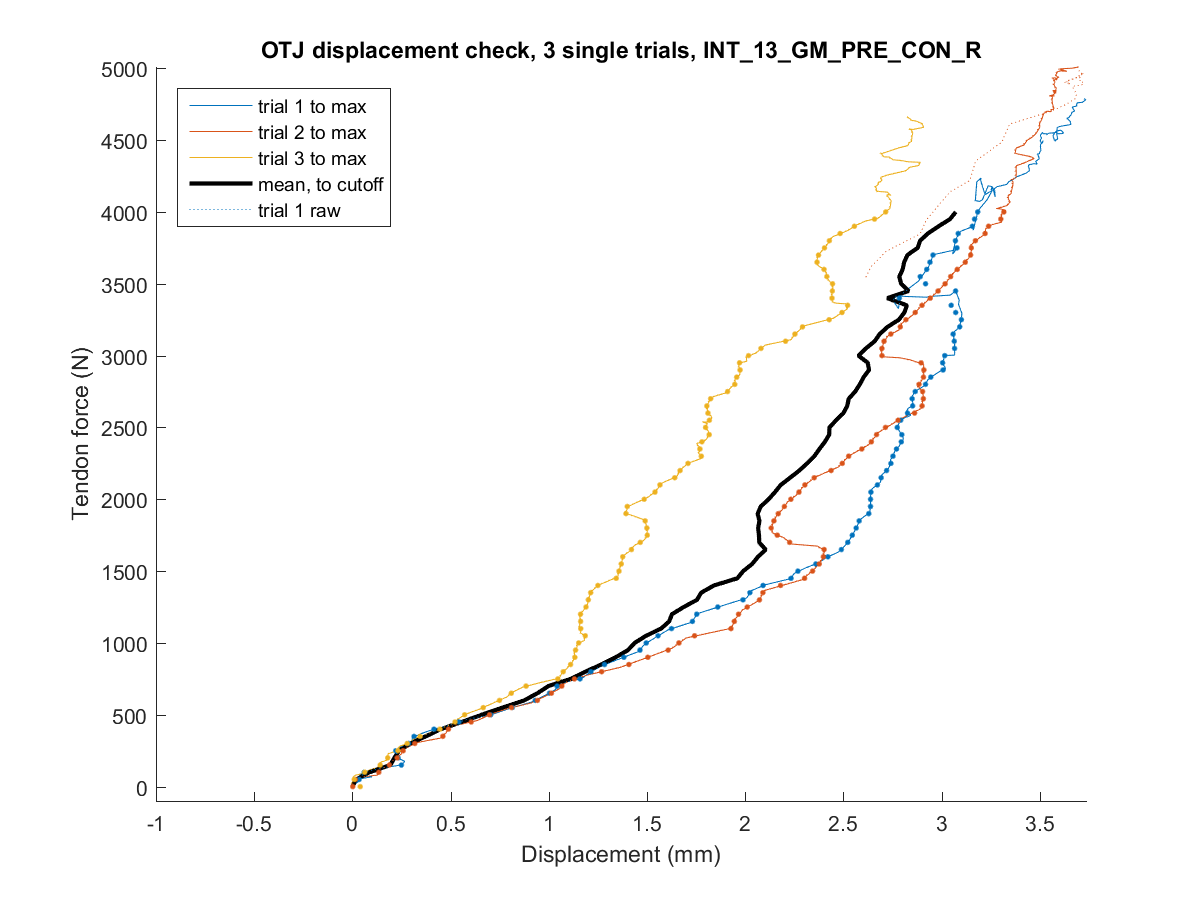 OTJ displacement check, 3 single trials, INT_13_GM_PRE_CON_R
trial 1 to max
trial 2 to max
trial 3 to max
mean, to cutoff
trial 1 raw
5000
4500
4000
3500
3000
2500
2000
1500
1000
500
0
Tendon force (N)
-1
-0.5
0
0.5
1
1.5
2
2.5
3
3.5
Displacement (mm)